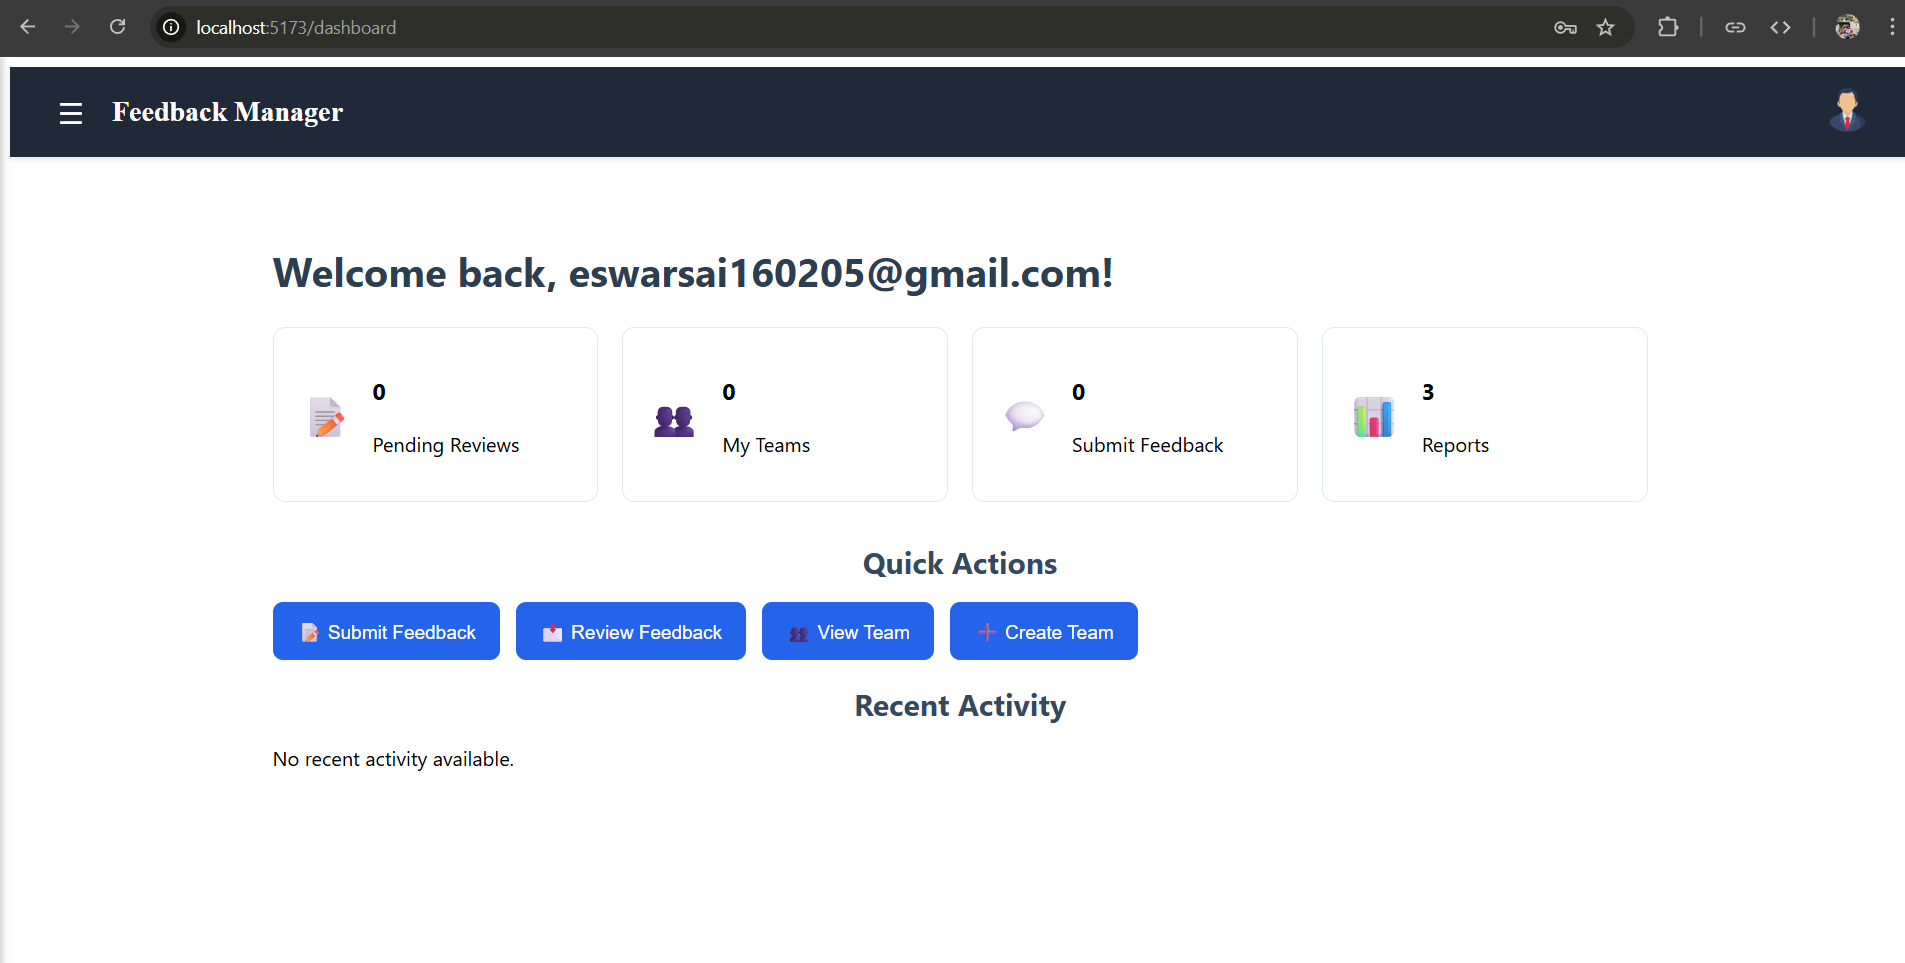 localhost:5173/dashboard
Feedback Manager
Welcome back, eswarsai160205@gmail.com!
0
Pending Reviews
0
My Teams
0
Submit Feedback
3
Reports
Quick Actions
Submit Feedback
Review Feedback
View Team
Create Team
Recent Activity
No recent activity available.